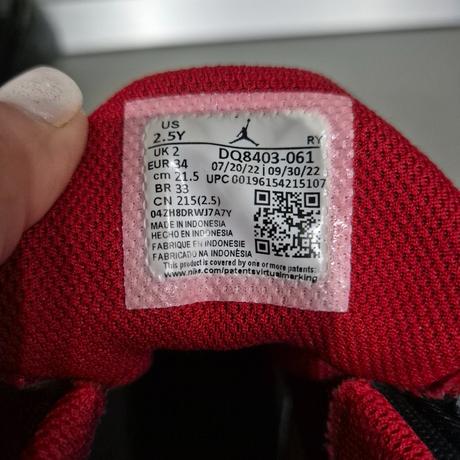 US
2.5Y RY
UK 2 DQ8403-061
EUR 34 07/20/22 | 09/30/22
cm 21.5 UPC 00196154215107
BR 33
CN 215(2.5)
04ZH8DRWJ7A7Y
MADE IN INDONESIA
HECHO EN INDONESIA
FABRIQUE EN INDONESIE
FABRICADO NA INDONÉSIA
This product is covered by one or more patents:
www.nike.com/patentsvirtualmarking